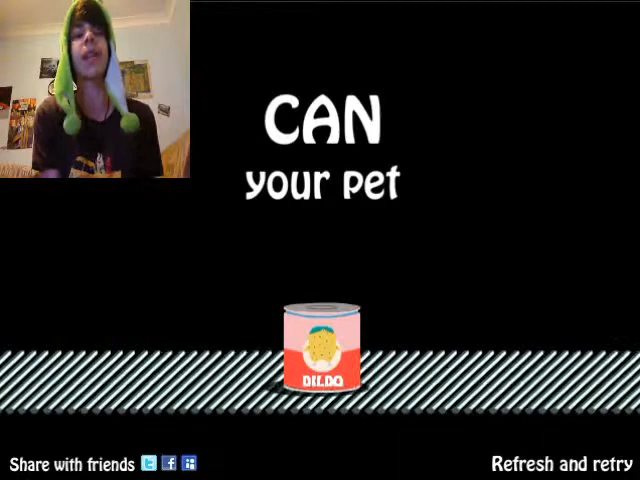 CAN
your pet
DILDO
Share with friends
Refresh and retry